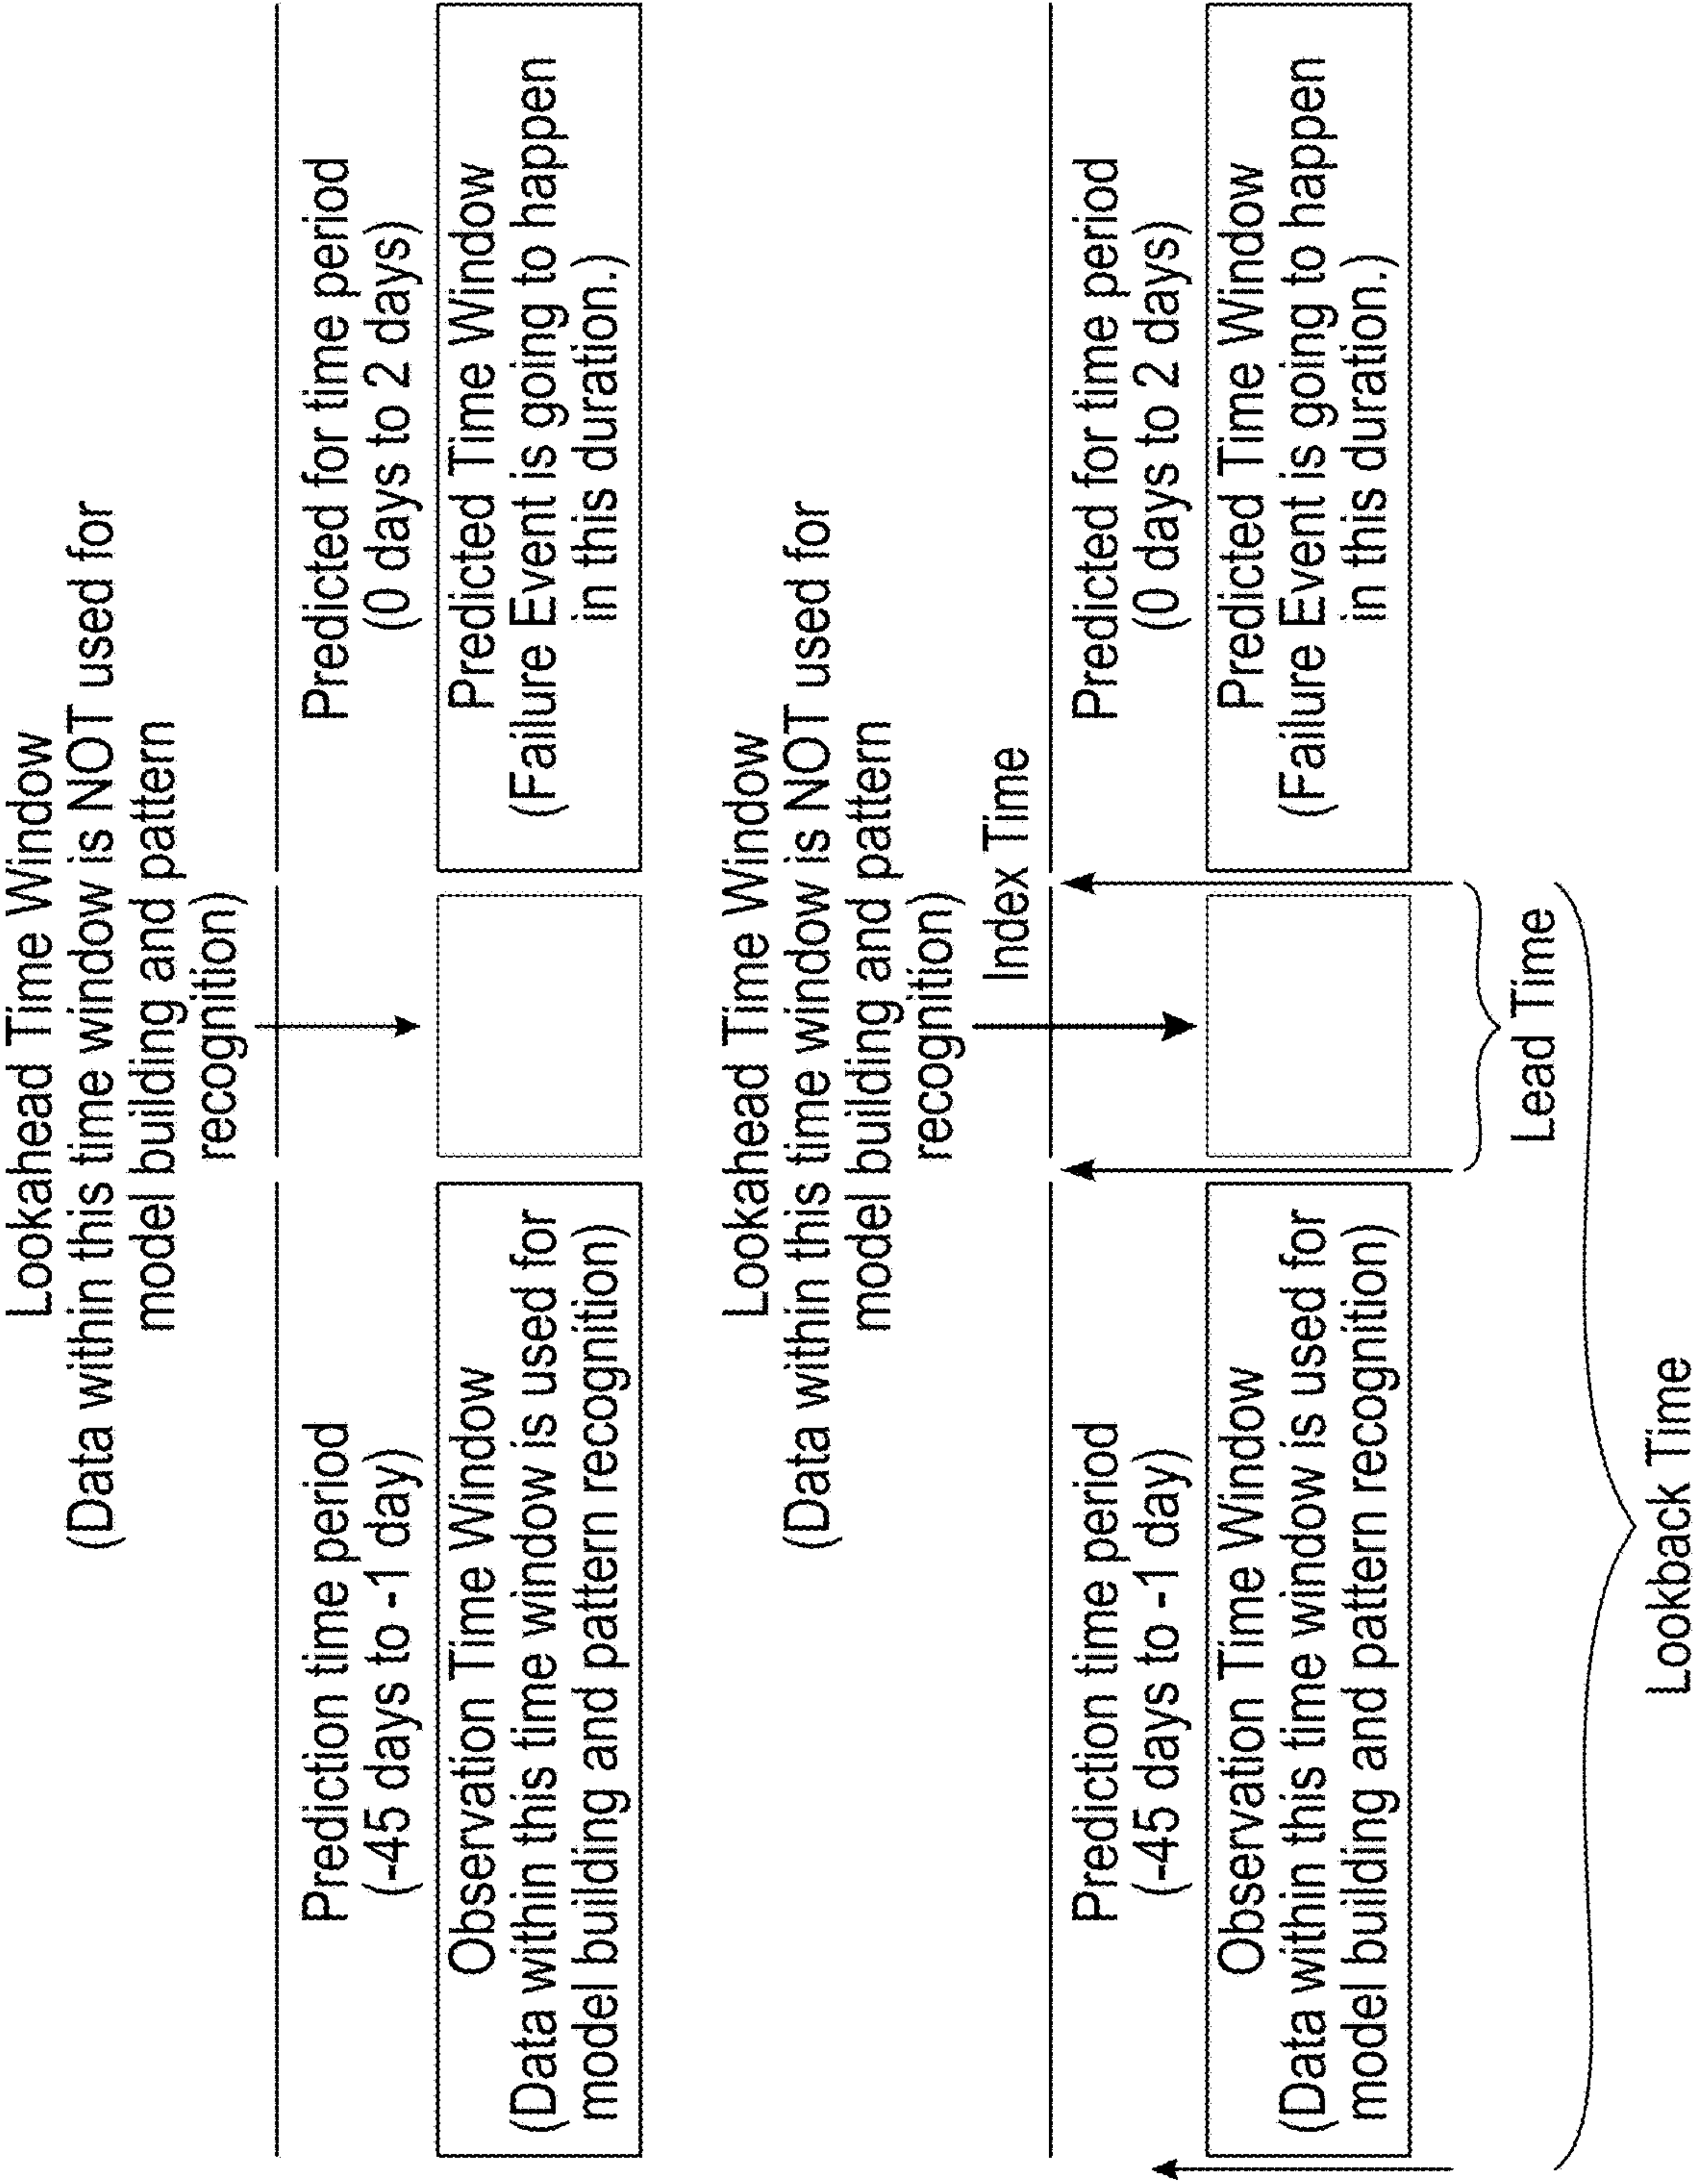 Lookahead Time Window
(Data within this time window is NOT used for
model building and pattern
recognition)
Prediction time period
(-45 days to -1 day)
Predicted for time period
(0 days to 2 days)
Observation Time Window
(Data within this time window is used for
model building and pattern recognition)
Predicted Time Window
(Failure Event is going to happen
in this duration.)
Lookahead Time Window
(Data within this time window is NOT used for
model building and pattern
recognition)
Index Time
Prediction time period
(-45 days to -1 day)
Predicted for time period
(0 days to 2 days)
Observation Time Window
(Data within this time window is used for
model building and pattern recognition)
Predicted Time Window
(Failure Event is going to happen
in this duration.)
Lead Time
Lookback Time